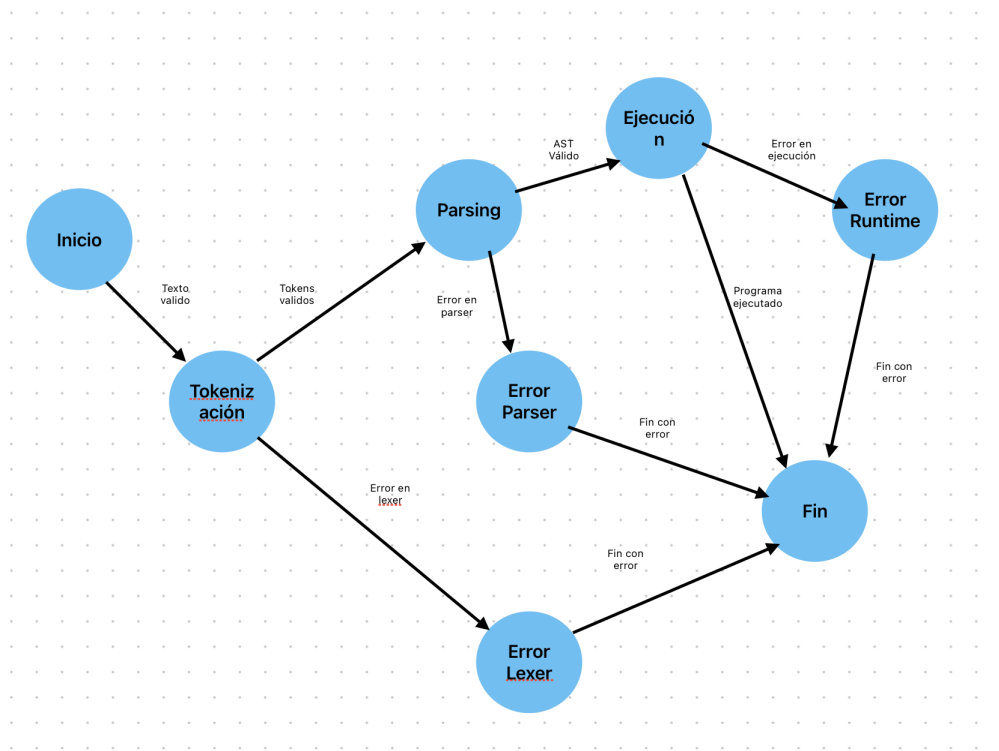 Ejecució
n
AST
Válido
Error en
ejecución
Parsing
Error
Runtime
Inicio
Texto
valido
Tokens
validos
Error en
parser
Programa
ejecutado
Fin con
error
Tokeniz
ación
Error
Parser
Fin con
error
Error en
lexer
Fin
Fin con
error
Error
Lexer